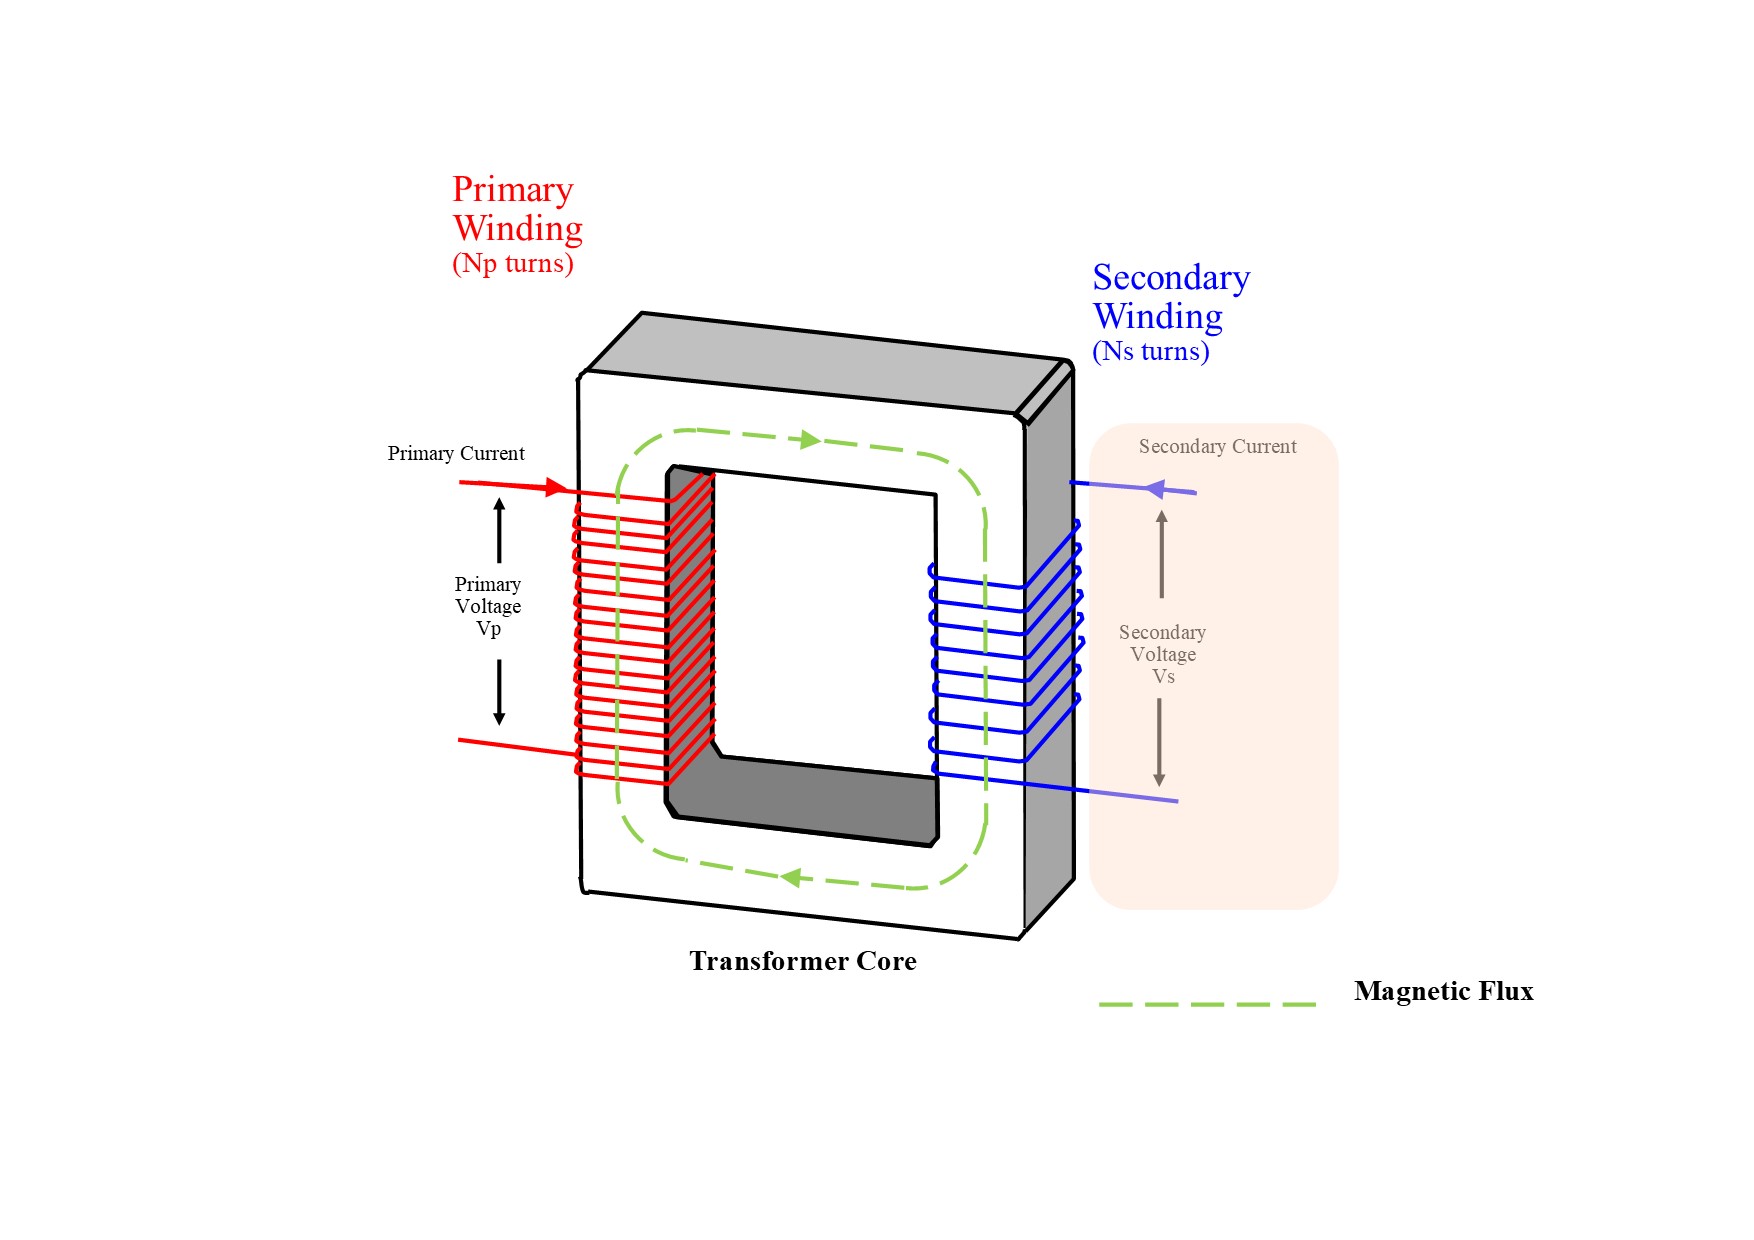 Primary
Winding
(Np turns)
Secondary
Winding
(Ns turns)
Primary Current
Secondary Current
Primary
Voltage
Vp
Secondary
Voltage
Vs
Transformer Core
Magnetic Flux